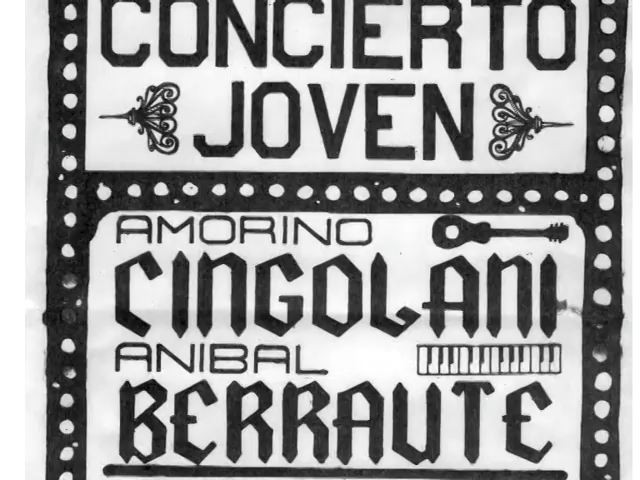 CONCIERTO
JOVEN
AMORINO
CINGOLANI
ANIBAL
BERRAUTE